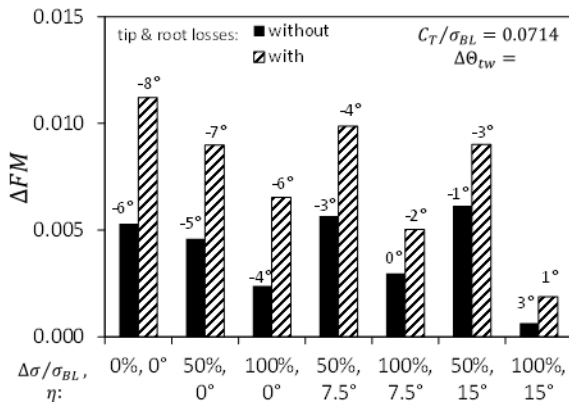 tip & root losses: without
with
C_T/σ_BL = 0.0714
ΔΘ_tw =
ΔFM
0.015
0.010
0.005
0.000
-6° -8°
-5° -7°
-4° -6°
-3° -4°
0° -2°
-1° -3°
3° 1°
Δσ/σ_BL, 0%, 0° 50%, 100%, 50%, 100%, 50%, 100%,
η: 0° 0° 7.5° 7.5° 15° 15°